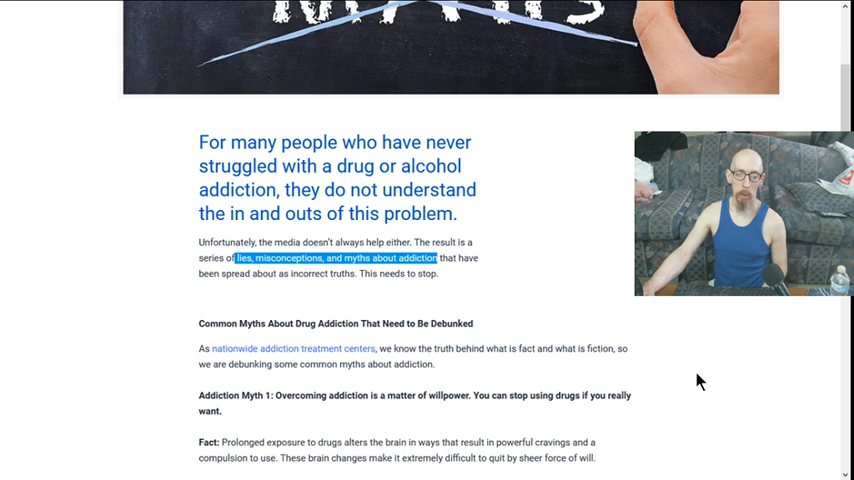 For many people who have never
struggled with a drug or alcohol
addiction, they do not understand
the in and outs of this problem.
Unfortunately, the media doesn't always help either. The result is a
series of lies, misconceptions, and myths about addiction that have
been spread about as incorrect truths. This needs to stop.
Common Myths About Drug Addiction That Need to Be Debunked
As nationwide addiction treatment centers, we know the truth behind what is fact and what is fiction, so
we are debunking some common myths about addiction.
Addiction Myth 1: Overcoming addiction is a matter of willpower. You can stop using drugs if you really
want.
Fact: Prolonged exposure to drugs alters the brain in ways that result in powerful cravings and a
compulsion to use. These brain changes make it extremely difficult to quit by sheer force of will.